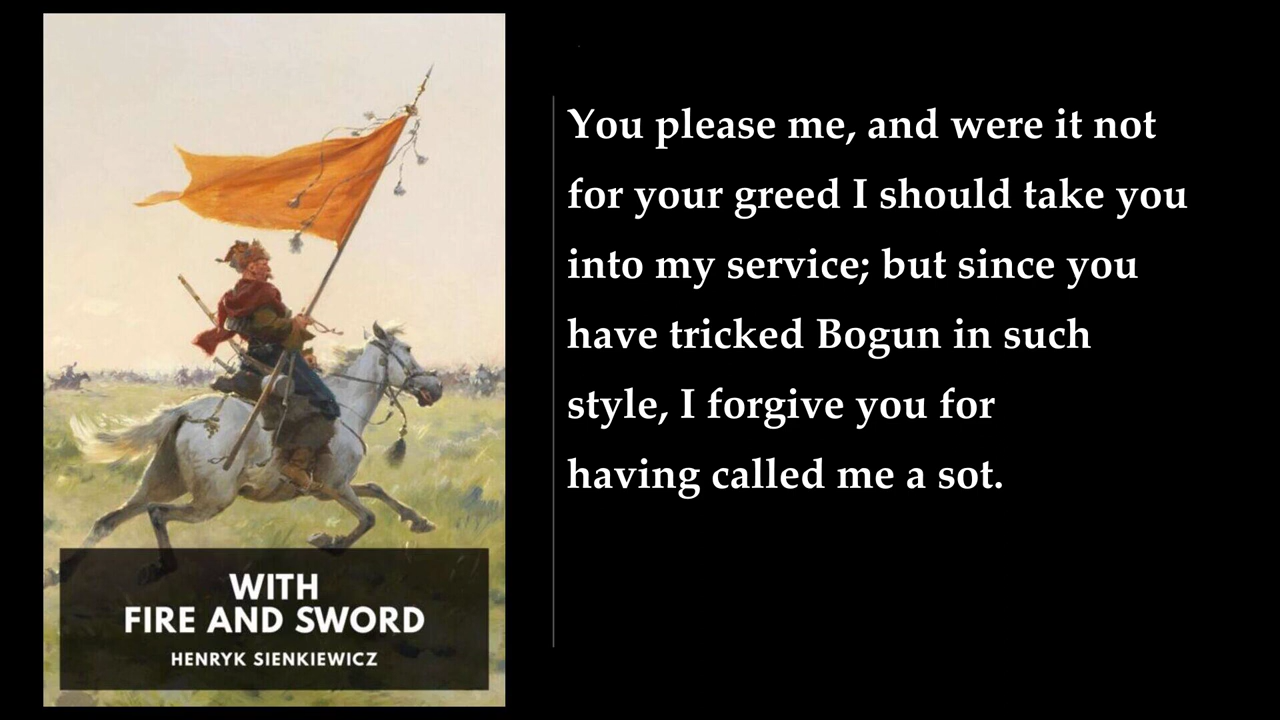 You please me, and were it not
for your greed I should take you
into my service; but since you
have tricked Bogun in such
style, I forgive you for
having called me a sot.
WITH
FIRE AND SWORD
HENRYK SIENKIEWICZ